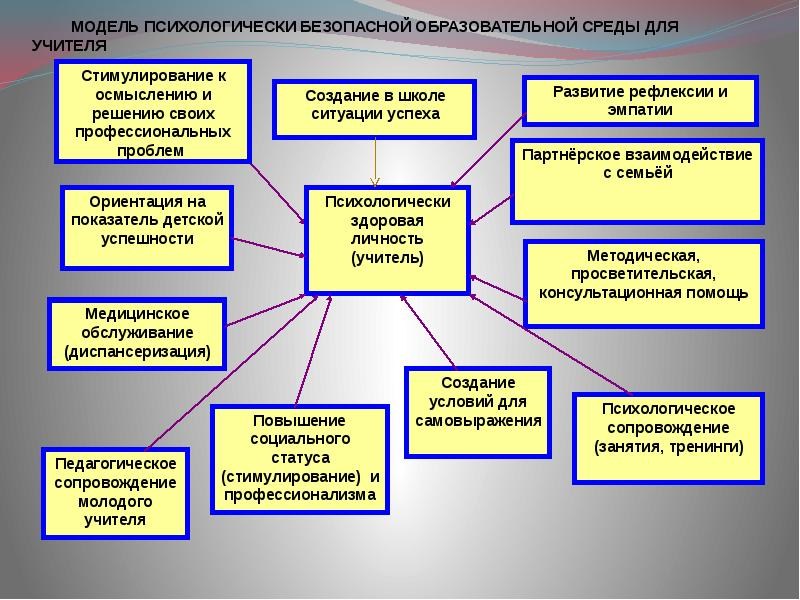 МОДЕЛЬ ПСИХОЛОГИЧЕСКИ БЕЗОПАСНОЙ ОБРАЗОВАТЕЛЬНОЙ СРЕДЫ ДЛЯ
УЧИТЕЛЯ
Стимулирование к
осмыслению и
решению своих
профессиональных
проблем
Создание в школе
ситуации успеха
Развитие рефлексии и
эмпатии
Партнёрское взаимодействие
с семьёй
Ориентация на
показатель детской
успешности
Психологически
здоровая
личность
(учитель)
Методическая,
просветительская,
консультационная помощь
Медицинское
обслуживание
(диспансеризация)
Создание
условий для
самовыражения
Психологическое
сопровождение
(занятия, тренинги)
Повышение
социального
статуса
(стимулирование) и
профессионализма
Педагогическое
сопровождение
молодого
учителя